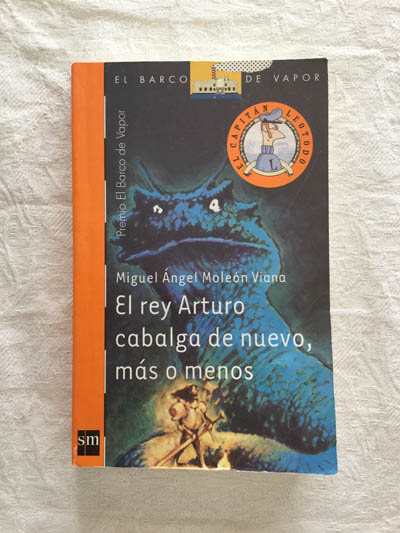 EL BARCO DE VAPOR
EL CAPITÁN LEOTODO
L
Premio El Barco de Vapor
Miguel Ángel Moleón Viana
El rey Arturo
cabalga de nuevo,
más o menos
sm